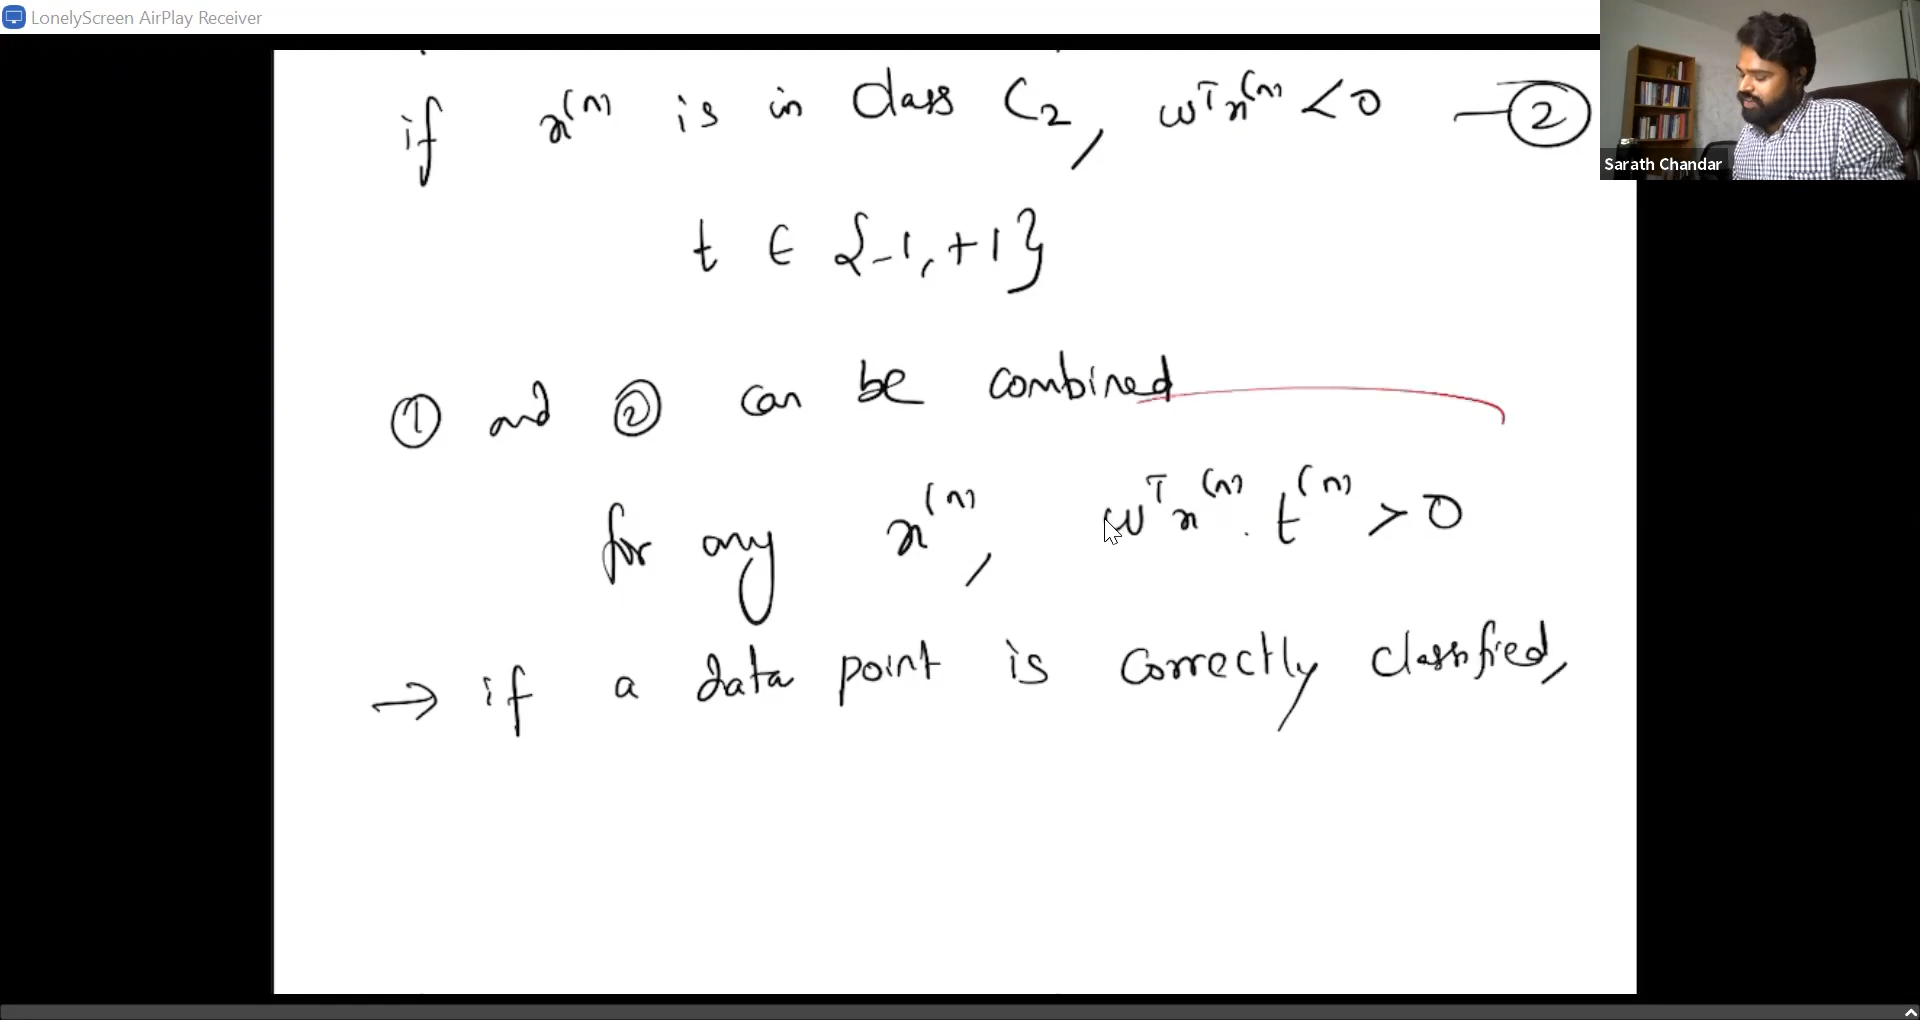 LonelyScreen AirPlay Receiver
if x^(n) is in class C₂, w^T x^(n) < 0 — ②
Sarath Chandar
t ∈ {-1, +1}
① and ② can be combined
for any x^(n), w^T x^(n) . t^(n) > 0
→ if a data point is correctly classified,